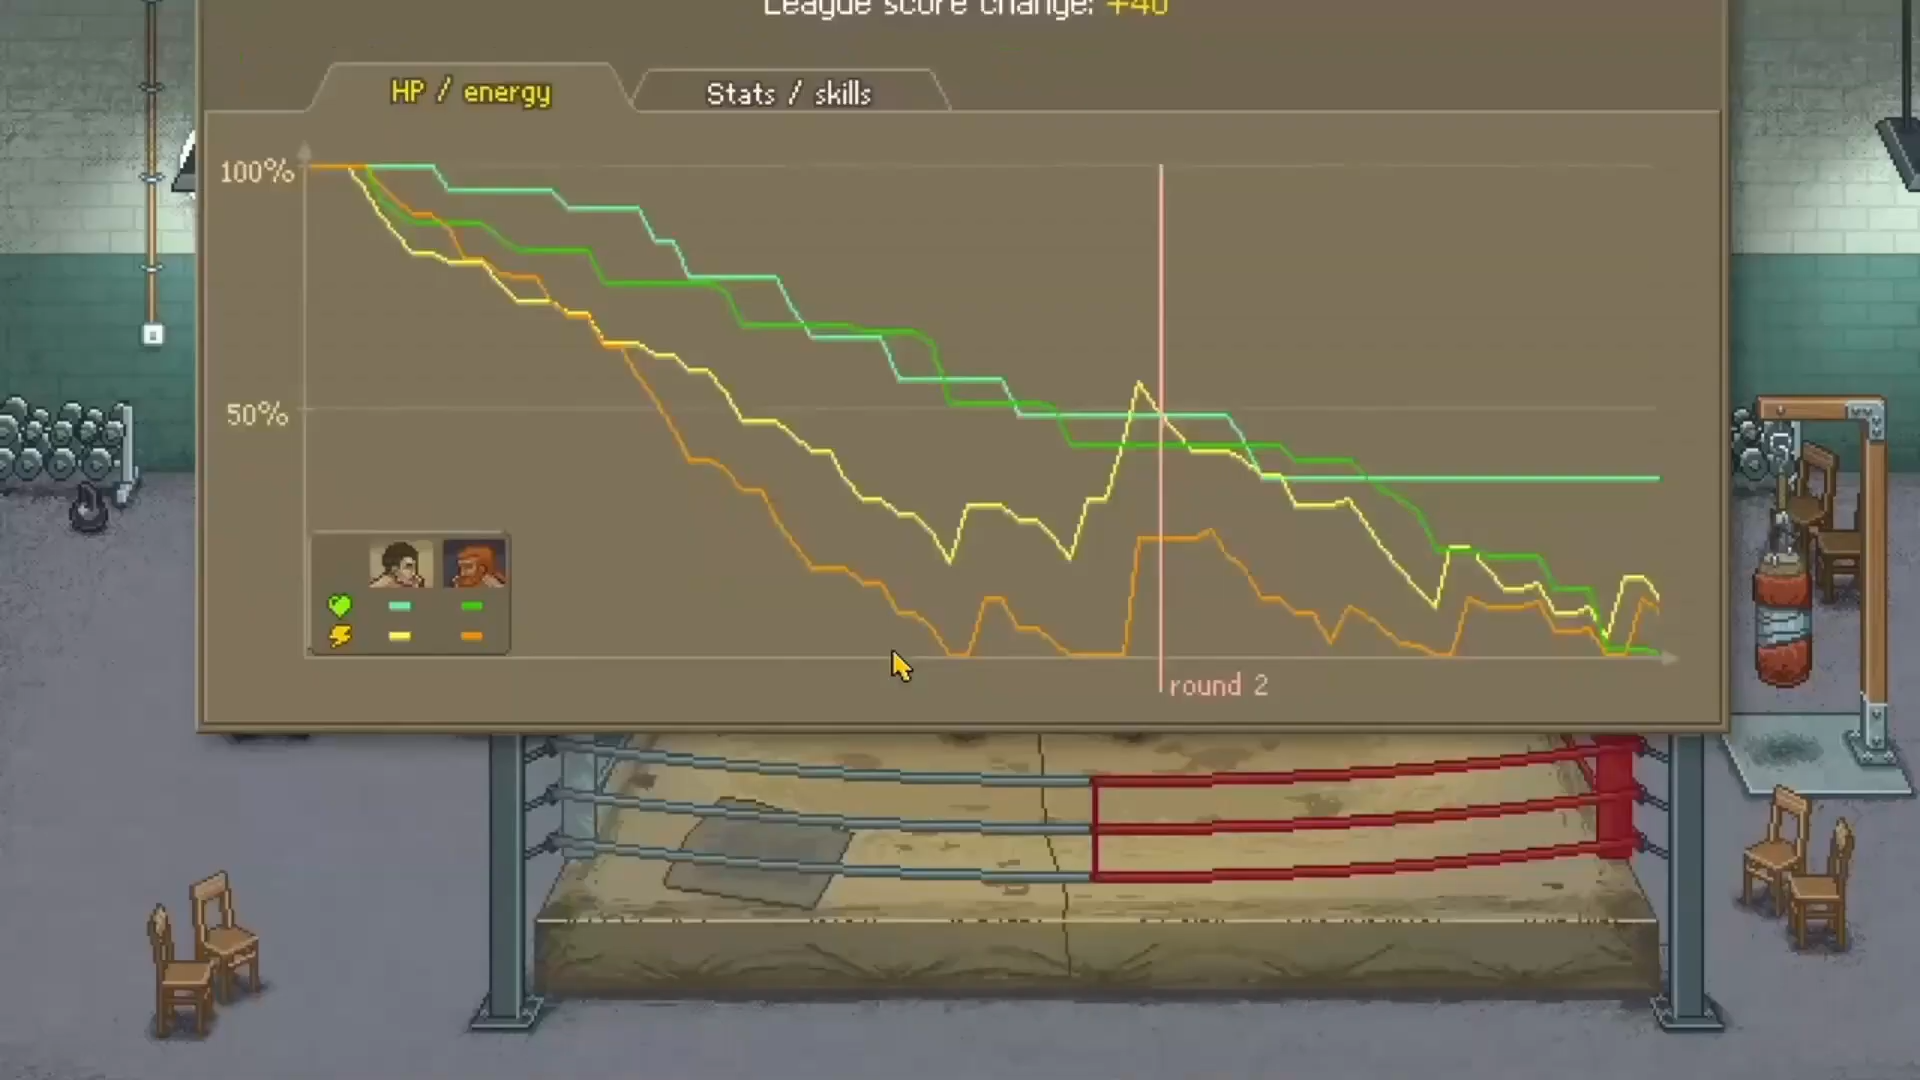 League score change: +40
HP / energy
Stats / skills
100%
50%
round 2